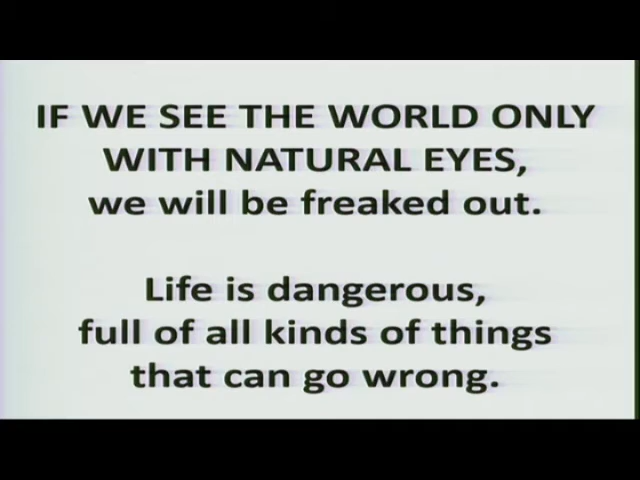 IF WE SEE THE WORLD ONLY
WITH NATURAL EYES,
we will be freaked out.
Life is dangerous,
full of all kinds of things
that can go wrong.